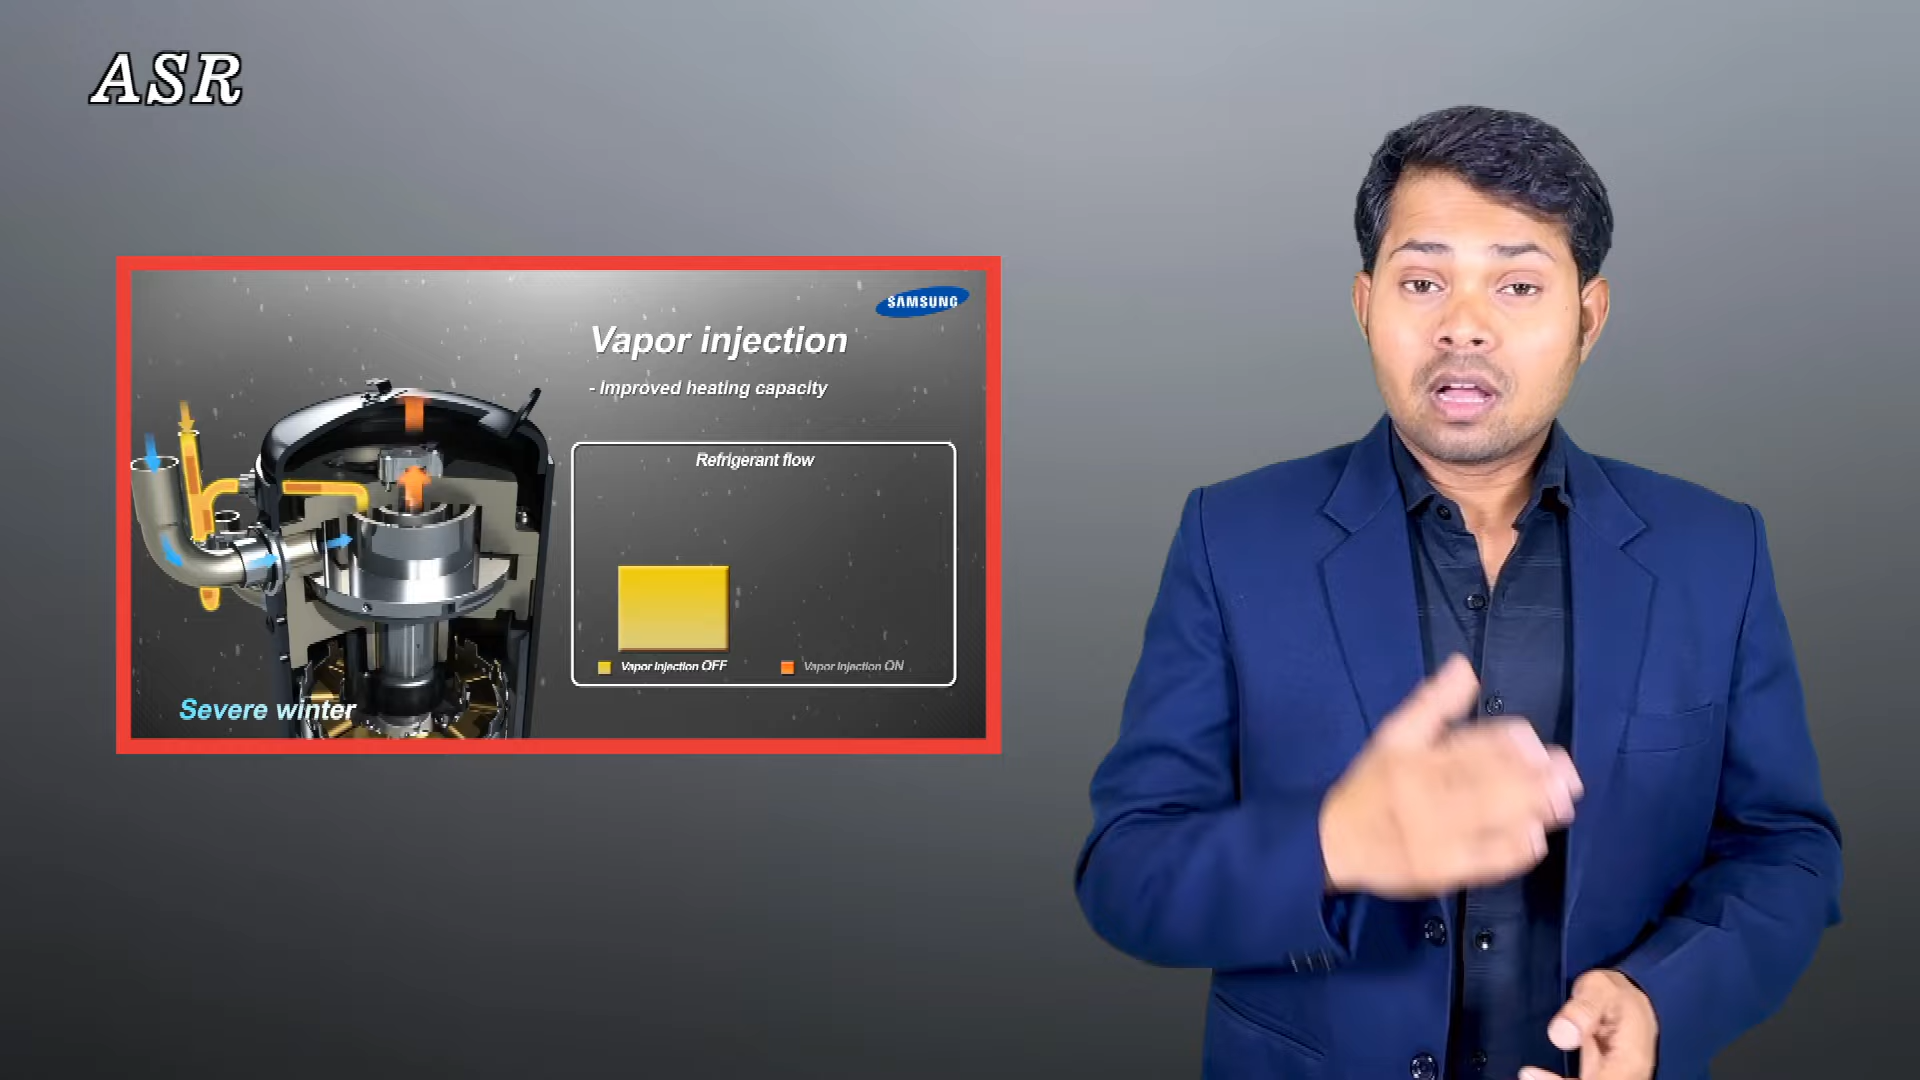 ASR
SAMSUNG
Vapor injection
- Improved heating capacity
Refrigerant flow
Vapor Injection OFF
Vapor Injection ON
Severe winter